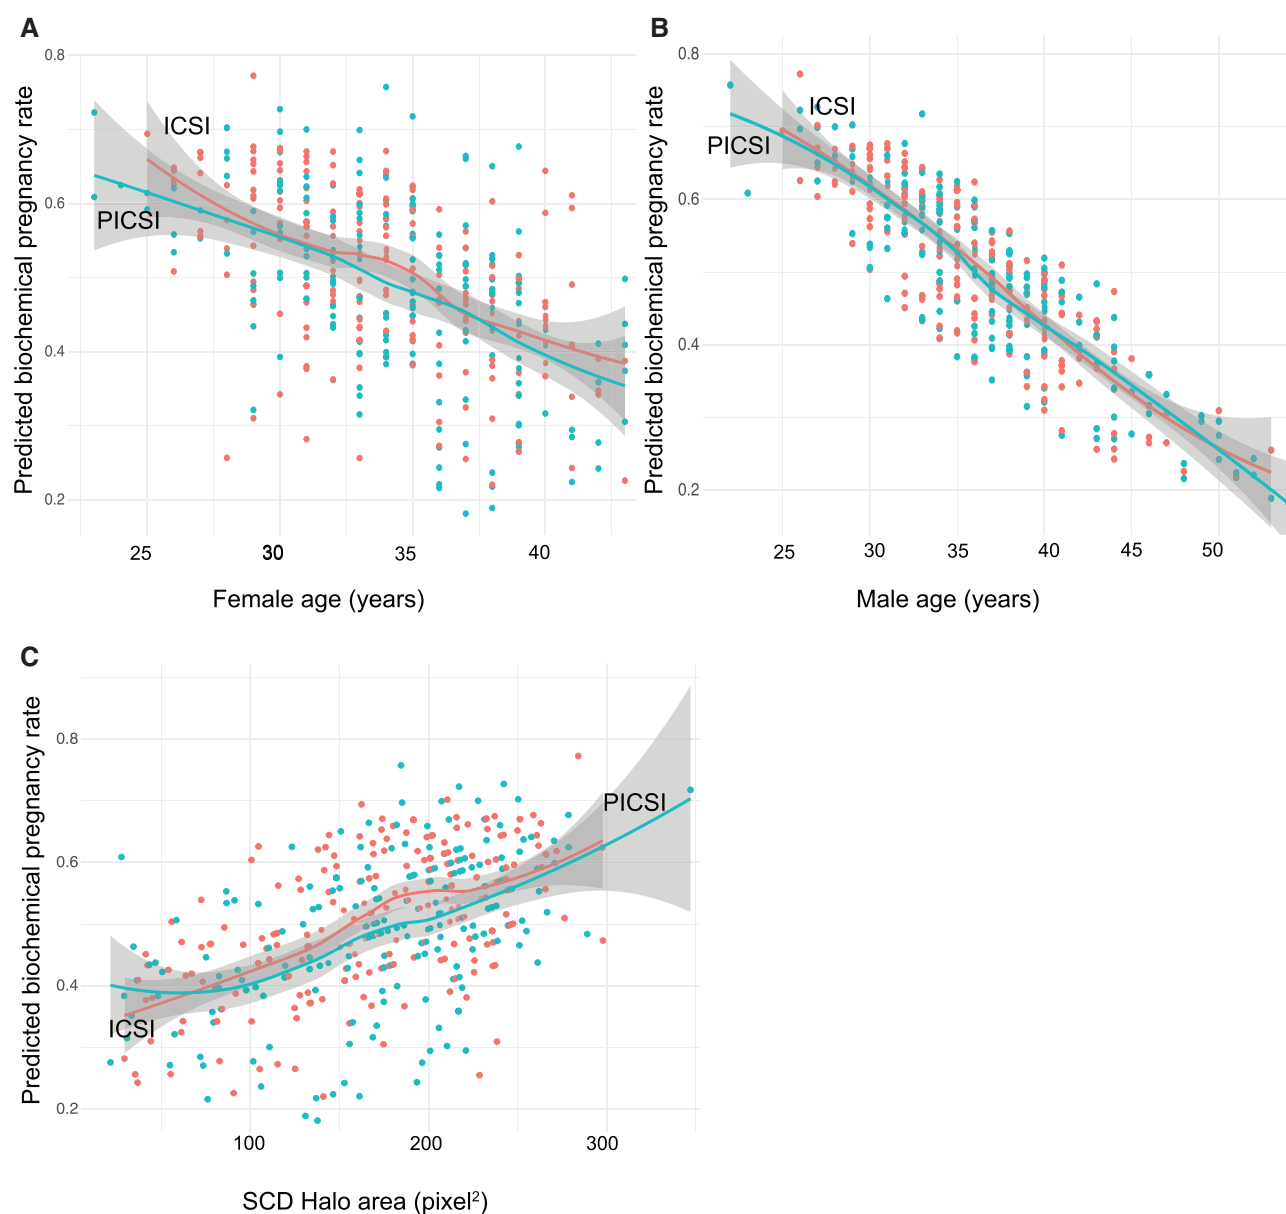 A
B
Predicted biochemical pregnancy rate
0.8
0.6
0.4
0.2
ICSI
PICSI
25
30
35
40
Female age (years)
Predicted biochemical pregnancy rate
0.8
0.6
0.4
0.2
ICSI
PICSI
25
30
35
40
45
50
Male age (years)
C
Predicted biochemical pregnancy rate
0.8
0.6
0.4
0.2
PICSI
ICSI
100
200
300
SCD Halo area (pixel²)